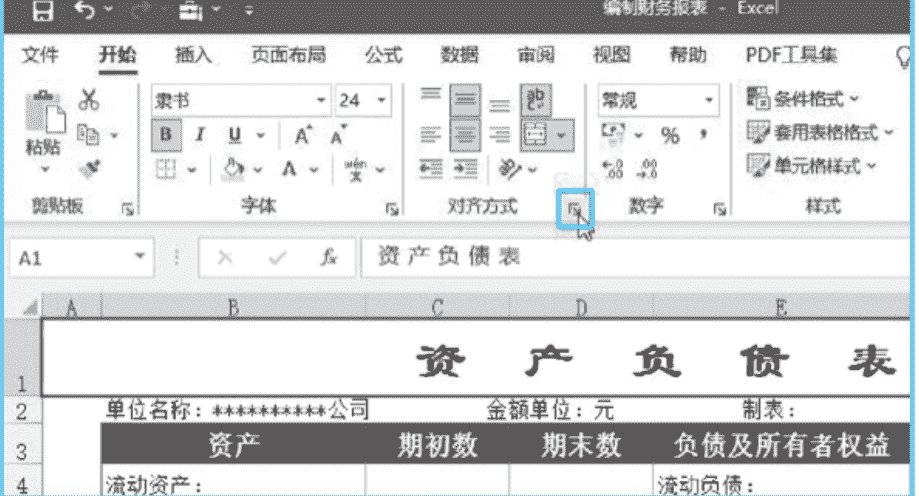 编制财务报表 - Excel
文件 开始 插入 页面布局 公式 数据 审阅 视图 帮助 PDF工具集
隶书 24 ab 常规 条件格式
粘贴 B I U A A % , 套用表格格式
A wén 文 .00 .00 单元格样式
剪贴板 字体 对齐方式 数字 样式
A1 fx 资产负债表
A B C D E
1 资 产 负 债 表
2 单位名称：**********公司 金额单位：元 制表：
3 资产 期初数 期末数 负债及所有者权益
4 流动资产： 流动负债：